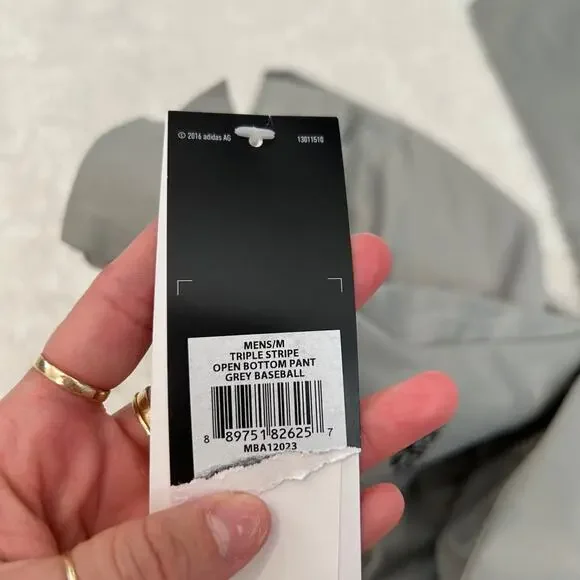 © 2016 adidas AG 13011510
MENS/M
TRIPLE STRIPE
OPEN BOTTOM PANT
GREY BASEBALL
8 89751 82625 7
MBA12023